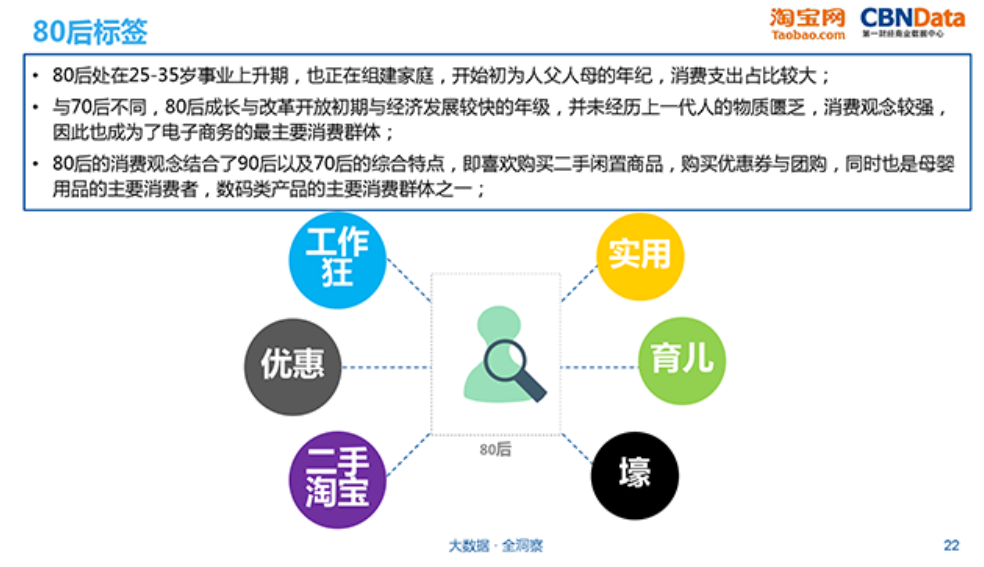 80后标签
淘宝网
Taobao.com
CBNData
第一财经商业数据中心
• 80后处在25-35岁事业上升期，也正在组建家庭，开始初为人父人母的年纪，消费支出占比较大；
• 与70后不同，80后成长与改革开放初期与经济发展较快的年级，并未经历上一代人的物质匮乏，消费观念较强，
因此也成为了电子商务的最主要消费群体；
• 80后的消费观念结合了90后以及70后的综合特点，即喜欢购买二手闲置商品，购买优惠券与团购，同时也是母婴
用品的主要消费者，数码类产品的主要消费群体之一；
工作
狂
实用
优惠
育儿
二手
淘宝
壕
80后
大数据·全洞察
22